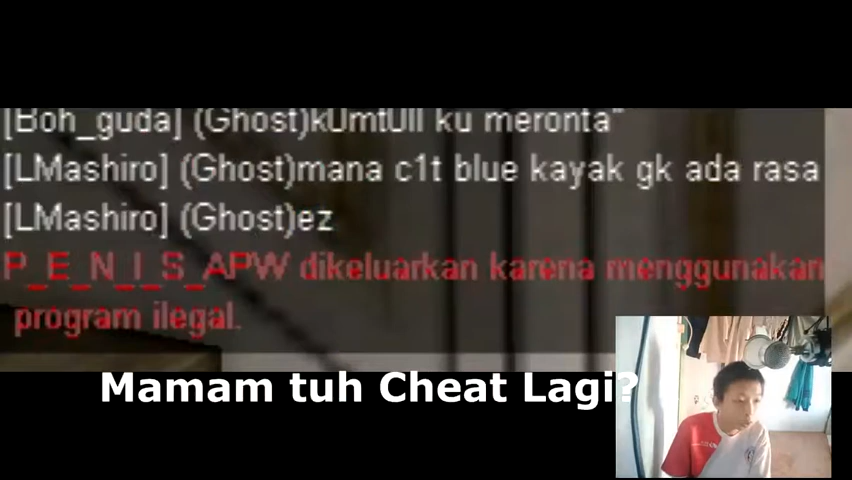 [Boh_guda] (Ghost)kUmtUll ku meronta"
[LMashiro] (Ghost)mana c1t blue kayak gk ada rasa
[LMashiro] (Ghost)ez
P_E_N_I_S_APW dikeluarkan karena menggunakan
program ilegal.
Mamam tuh Cheat Lagi?